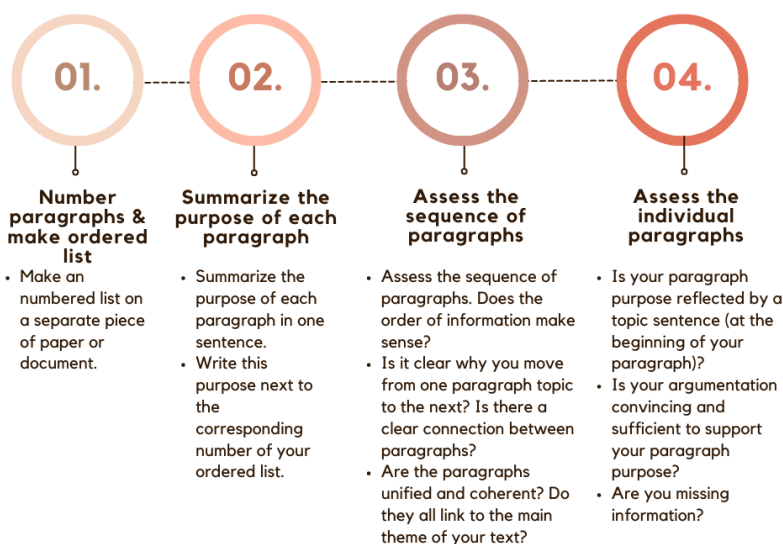 01.
Number
paragraphs &
make ordered
list
• Make an
numbered list on
a separate piece
of paper or
document.
02.
Summarize the
purpose of each
paragraph
• Summarize the
purpose of each
paragraph in one
sentence.
• Write this
purpose next to
the
corresponding
number of your
ordered list.
03.
Assess the
sequence of
paragraphs
• Assess the sequence of
paragraphs. Does the
order of information make
sense?
• Is it clear why you move
from one paragraph topic
to the next? Is there a
clear connection between
paragraphs?
• Are the paragraphs
unified and coherent? Do
they all link to the main
theme of your text?
04.
Assess the
individual
paragraphs
• Is your paragraph
purpose reflected by a
topic sentence (at the
beginning of your
paragraph)?
• Is your argumentation
convincing and
sufficient to support
your paragraph
purpose?
• Are you missing
information?